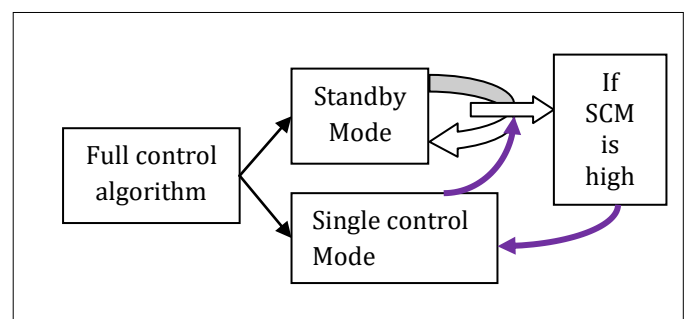 Full control
algorithm
Standby
Mode
Single control
Mode
If
SCM
is
high